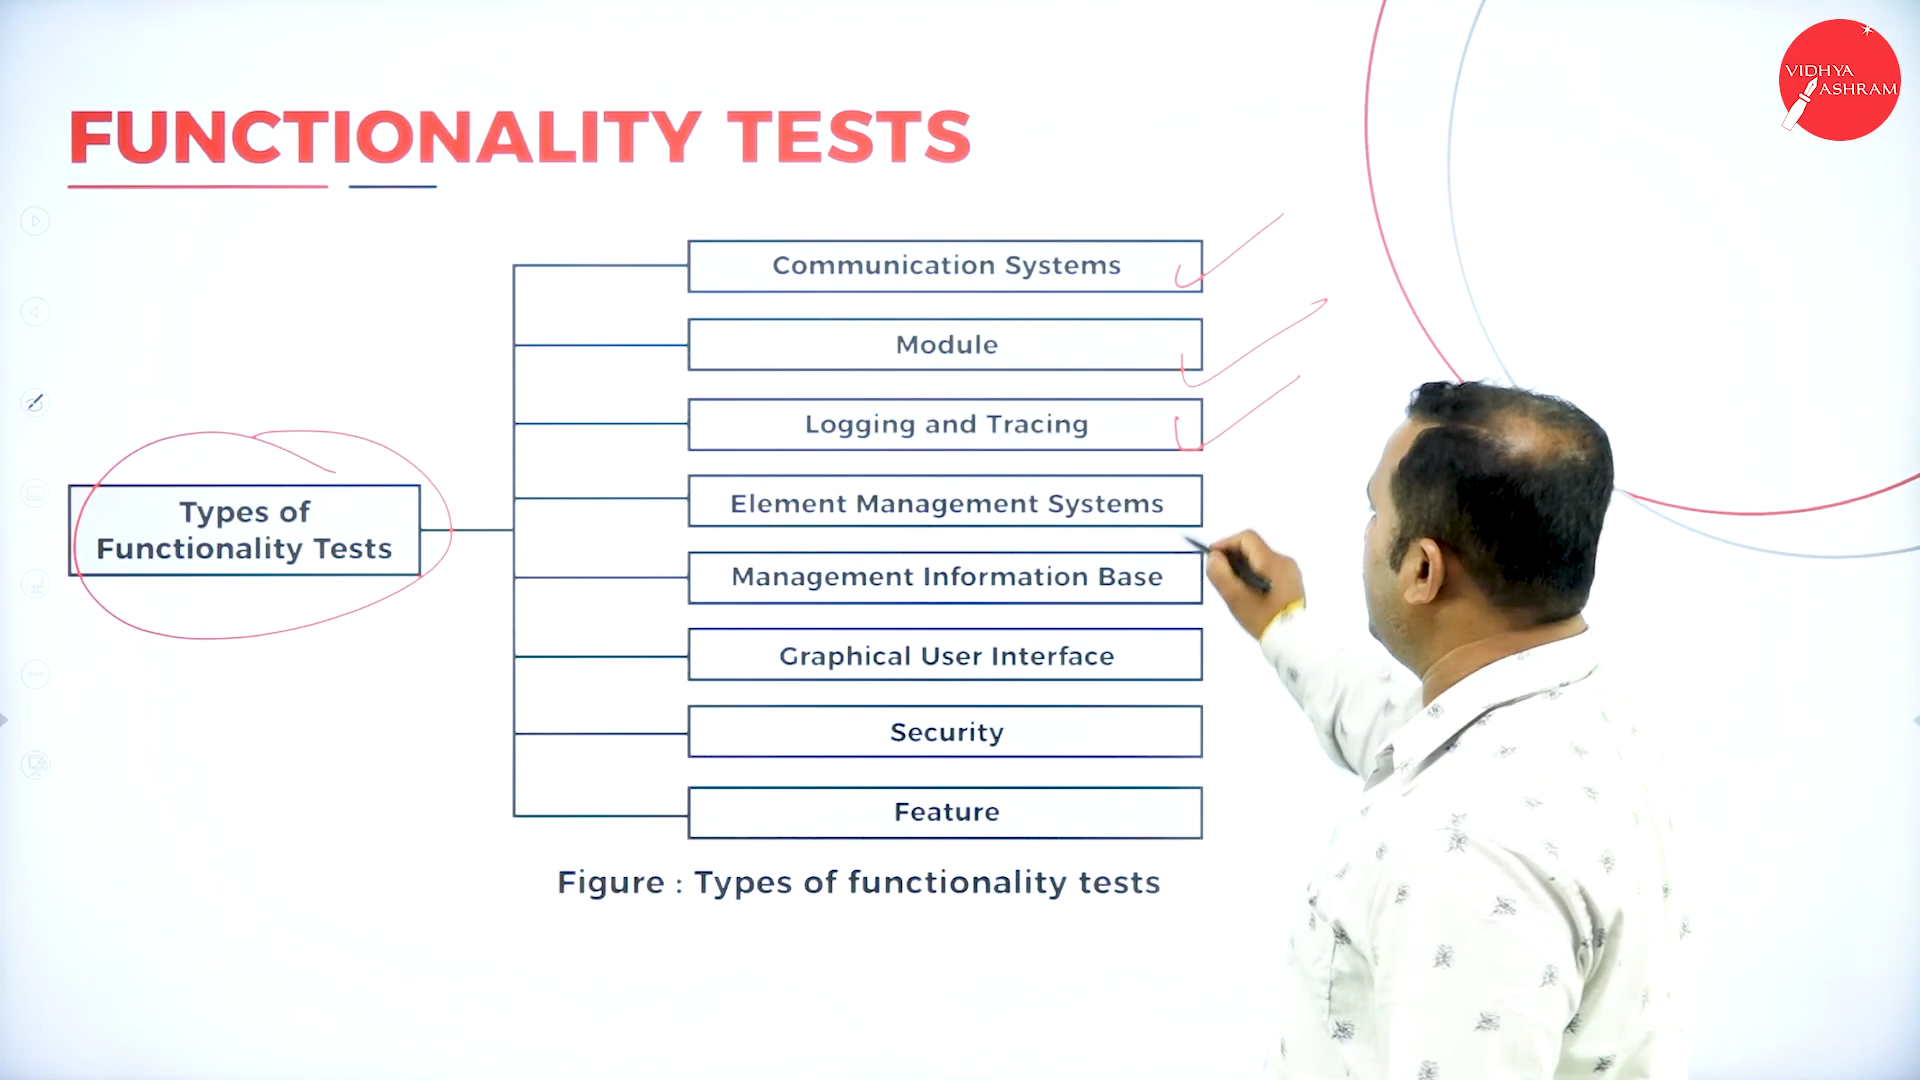 VIDHYA
ASHRAM
FUNCTIONALITY TESTS
Communication Systems
Module
Logging and Tracing
Types of
Functionality Tests
Element Management Systems
Management Information Base
Graphical User Interface
Security
Feature
Figure : Types of functionality tests